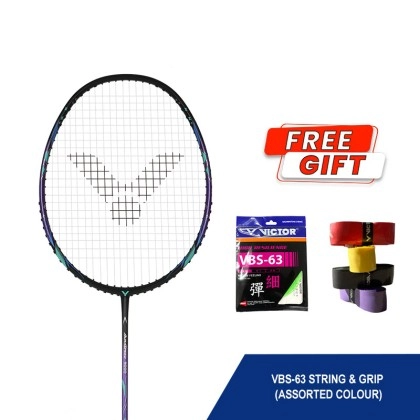 FREE
GIFT
VICTOR
VBS-63
彈 細
VBS-63 STRING & GRIP
(ASSORTED COLOUR)